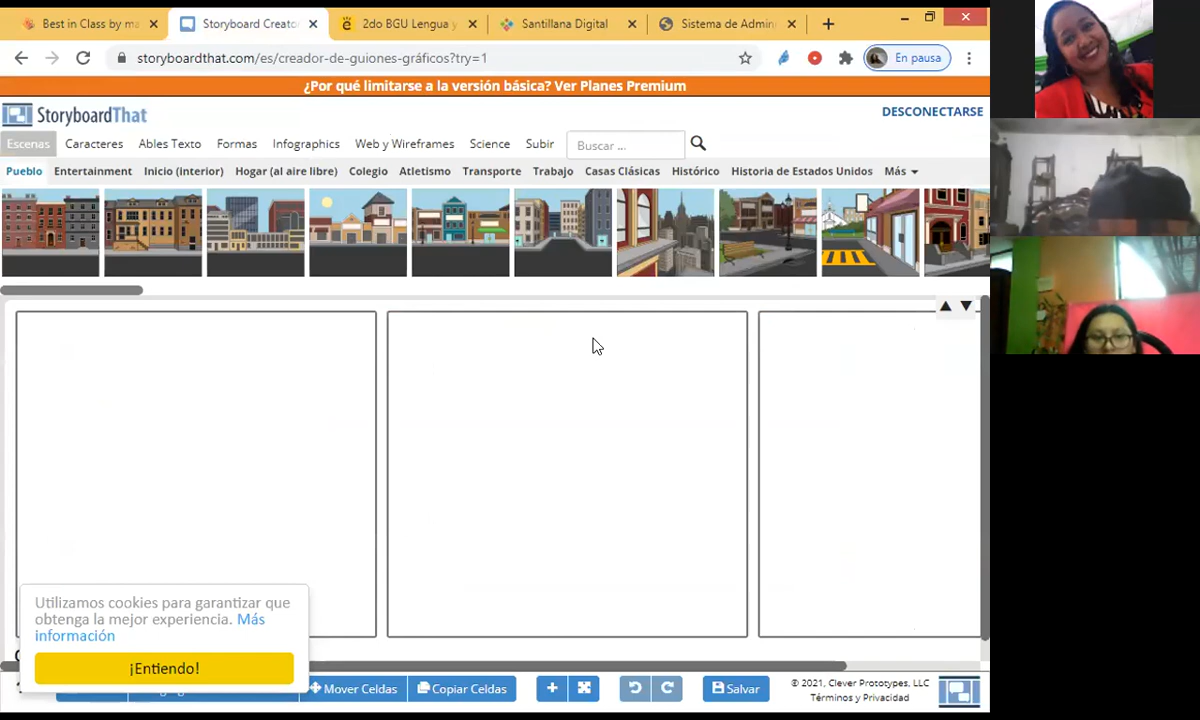 Best in Class by ma
Storyboard Creato
2do BGU Lengua y
Santillana Digital
Sistema de Admin
storyboardthat.com/es/creador-de-guiones-gráficos?try=1
En pausa
¿Por qué limitarse a la versión básica? Ver Planes Premium
StoryboardThat
DESCONECTARSE
Escenas Caracteres Ables Texto Formas Infographics Web y Wireframes Science Subir Buscar ...
Pueblo Entertainment Inicio (interior) Hogar (al aire libre) Colegio Atletismo Transporte Trabajo Casas Clásicas Histórico Historia de Estados Unidos Más
Utilizamos cookies para garantizar que
obtenga la mejor experiencia. Más
información
¡Entiendo!
Mover Celdas Copiar Celdas Salvar
© 2021, Clever Prototypes, LLC
Términos y Privacidad